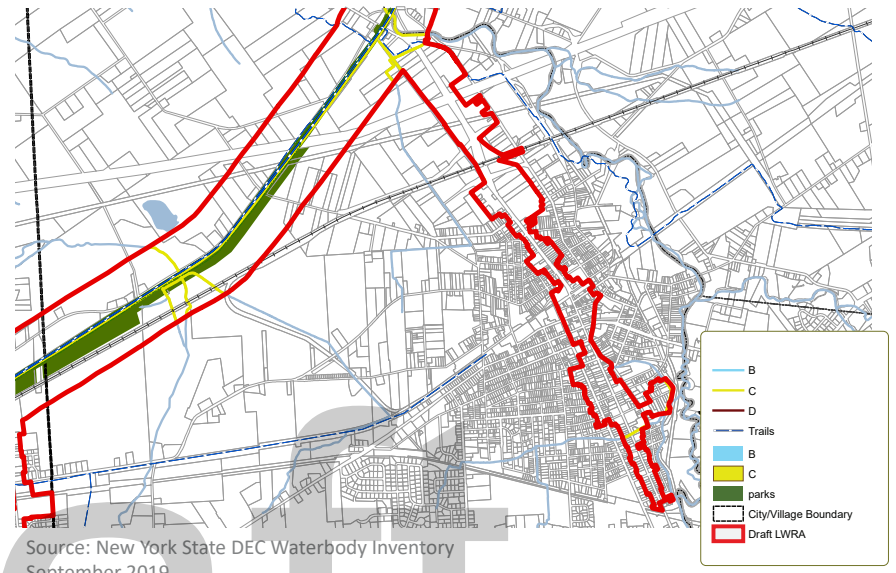 B
C
D
Trails
B
C
parks
City/Village Boundary
Draft LWRA
Source: New York State DEC Waterbody Inventory
September 2019